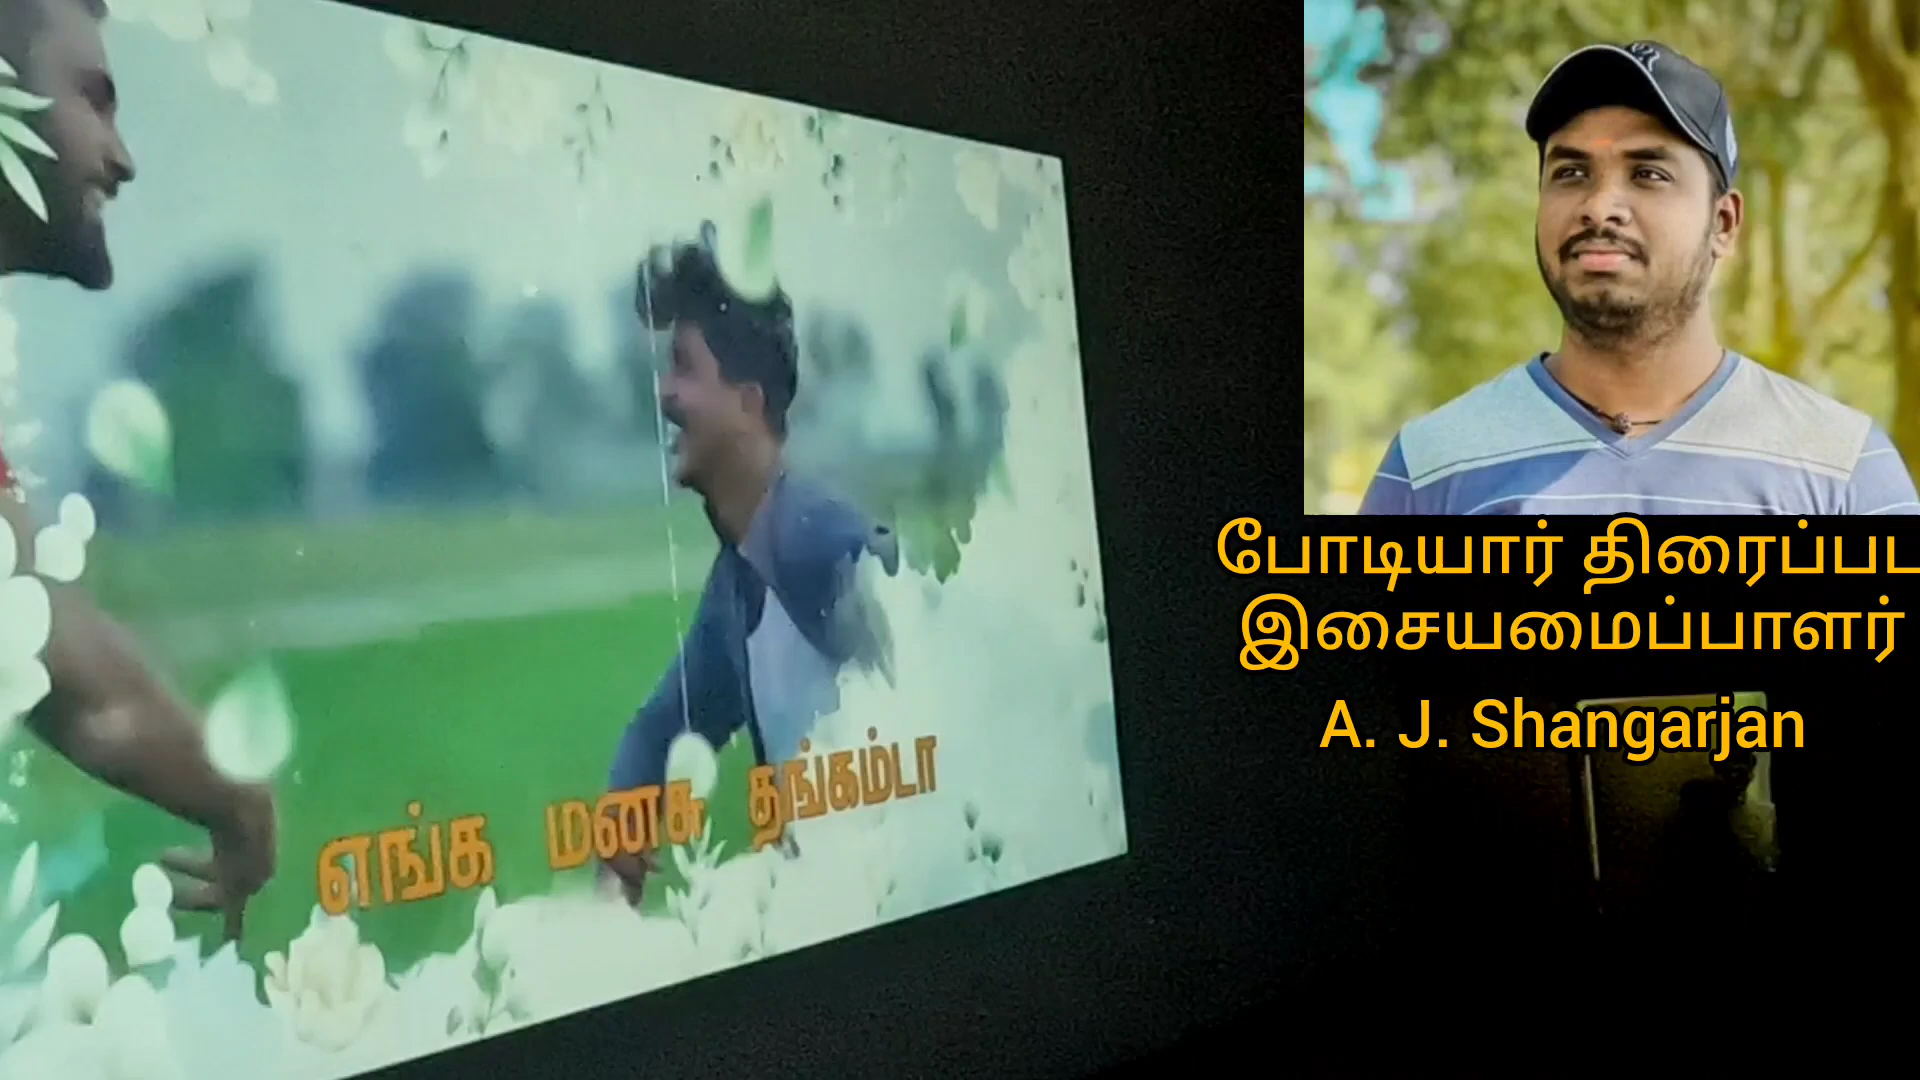 எங்க மனசு தங்கம்டா
போடியார் திரைப்பட
இசையமைப்பாளர்
A. J. Shangarjan